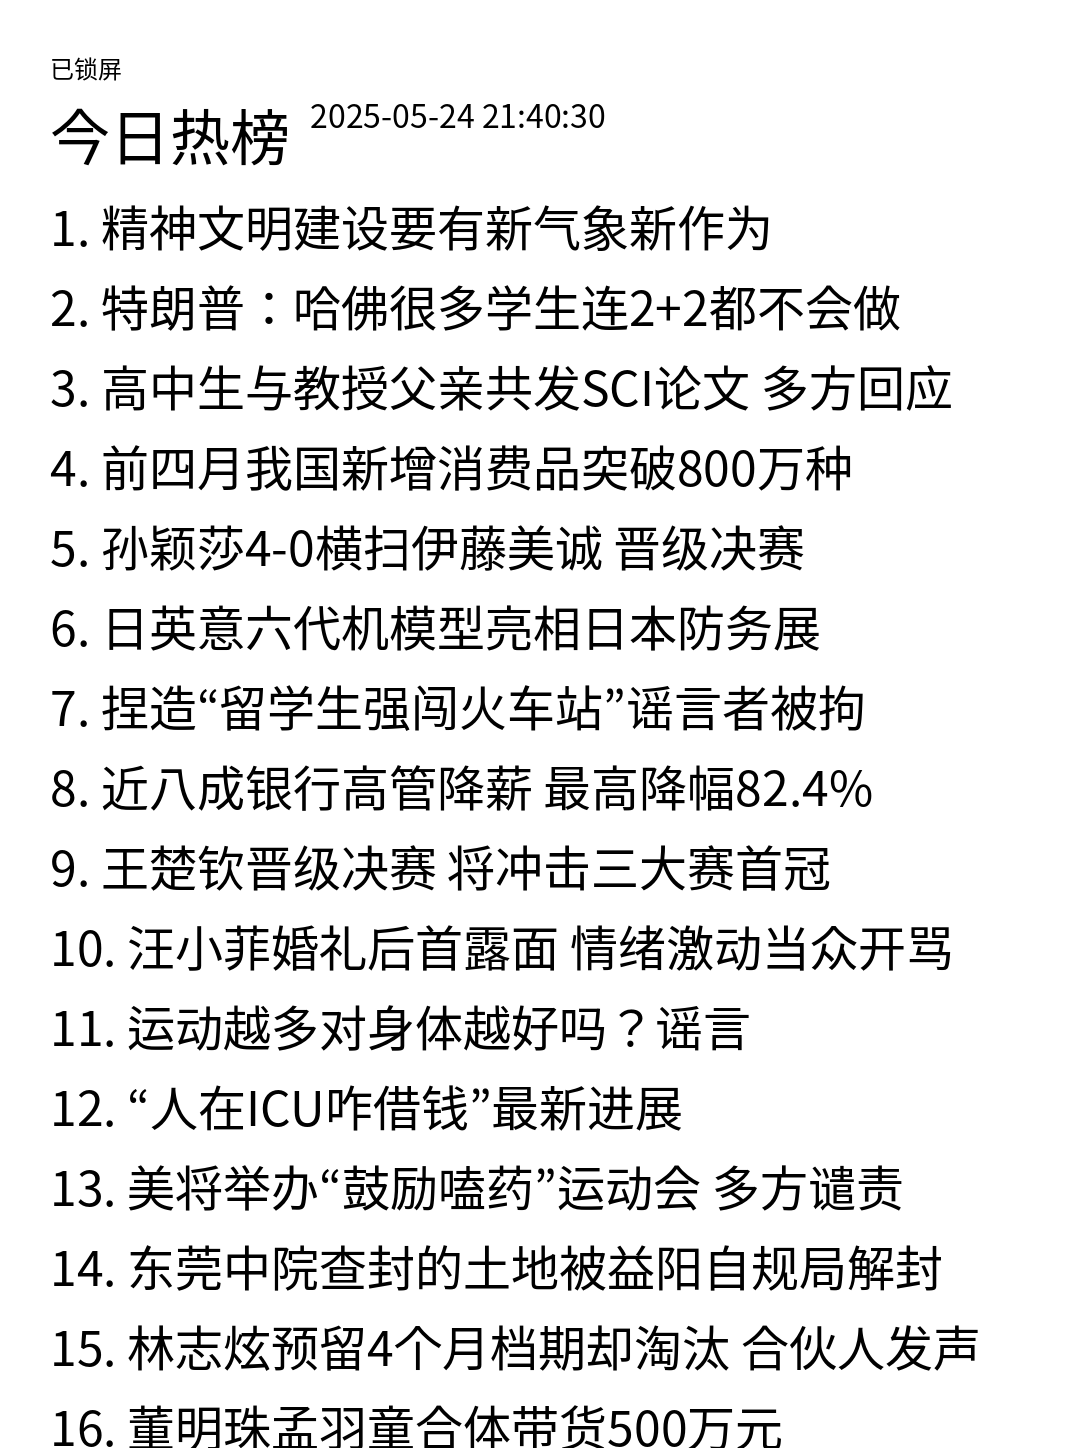 已锁屏
今日热榜 2025-05-24 21:40:30
1. 精神文明建设要有新气象新作为
2. 特朗普：哈佛很多学生连2+2都不会做
3. 高中生与教授父亲共发SCI论文 多方回应
4. 前四月我国新增消费品突破800万种
5. 孙颖莎4-0横扫伊藤美诚 晋级决赛
6. 日英意六代机模型亮相日本防务展
7. 捏造“留学生强闯火车站”谣言者被拘
8. 近八成银行高管降薪 最高降幅82.4%
9. 王楚钦晋级决赛 将冲击三大赛首冠
10. 汪小菲婚礼后首露面 情绪激动当众开骂
11. 运动越多对身体越好吗？谣言
12. “人在ICU咋借钱”最新进展
13. 美将举办“鼓励嗑药”运动会 多方谴责
14. 东莞中院查封的土地被益阳自规局解封
15. 林志炫预留4个月档期却淘汰 合伙人发声
16. 董明珠孟羽童合体带货500万元